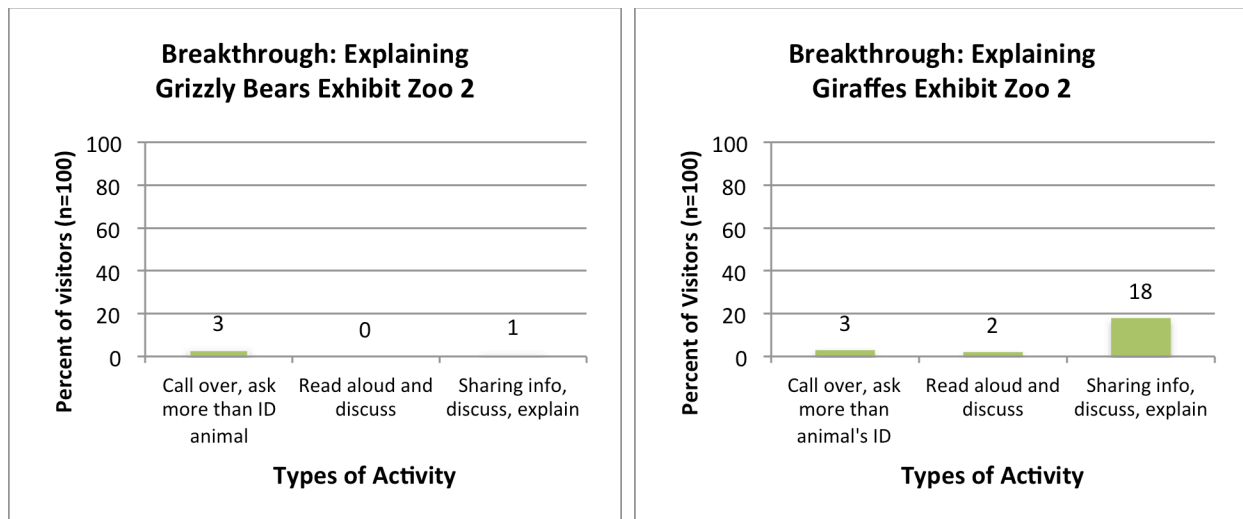 Breakthrough: Explaining
Grizzly Bears Exhibit Zoo 2
Percent of visitors (n=100)
100
80
60
40
20
0
3
0
1
Call over, ask
more than ID
animal
Read aloud and
discuss
Sharing info,
discuss, explain
Types of Activity
Breakthrough: Explaining
Giraffes Exhibit Zoo 2
Percent of Visitors (n=100)
100
80
60
40
20
0
3
2
18
Call over, ask
more than
animal's ID
Read aloud and
discuss
Sharing info,
discuss, explain
Types of Activity